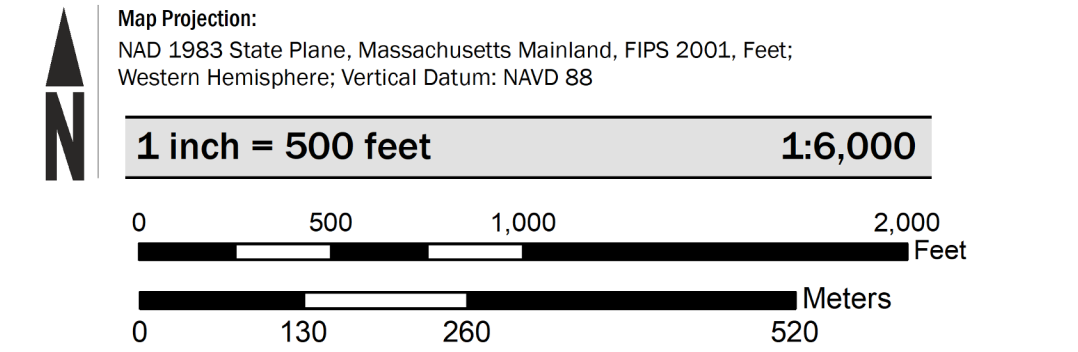 Map Projection:
NAD 1983 State Plane, Massachusetts Mainland, FIPS 2001, Feet;
Western Hemisphere; Vertical Datum: NAVD 88
N
1 inch = 500 feet 1:6,000
0 500 1,000 2,000
Feet
Meters
0 130 260 520